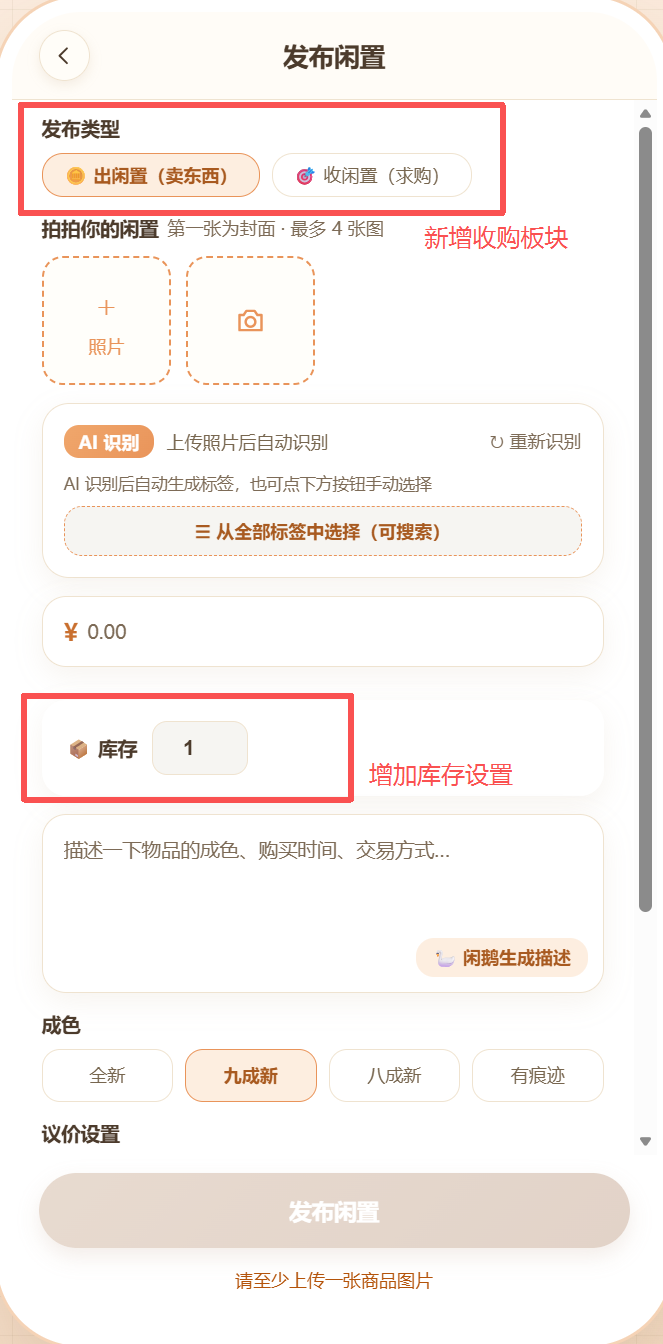 发布闲置
发布类型
出闲置（卖东西） 收闲置（求购）
拍拍你的闲置 第一张为封面 · 最多 4 张图
新增收购板块
+
照片
AI 识别 上传照片后自动识别 ↻ 重新识别
AI 识别后自动生成标签，也可点下方按钮手动选择
☰ 从全部标签中选择（可搜索）
¥ 0.00
库存 1
增加库存设置
描述一下物品的成色、购买时间、交易方式...
闲鹅生成描述
成色
全新 九成新 八成新 有痕迹
议价设置
发布闲置
请至少上传一张商品图片